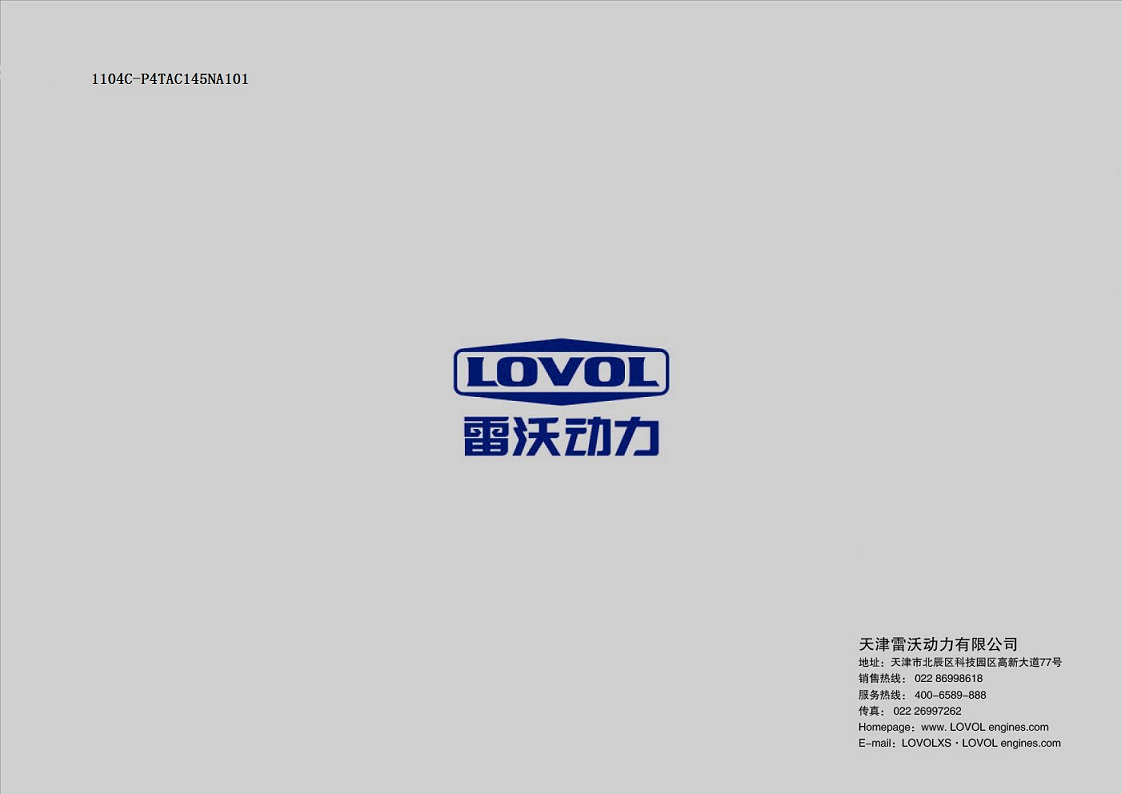 1104C-P4TAC145NA101
LOVOL
雷沃动力
天津雷沃动力有限公司
地址：天津市北辰区科技园区高新大道77号
销售热线： 022 86998618
服务热线： 400-6589-888
传真： 022 26997262
Homepage：www. LOVOL engines.com
E-mail：LOVOLXS·LOVOL engines.com